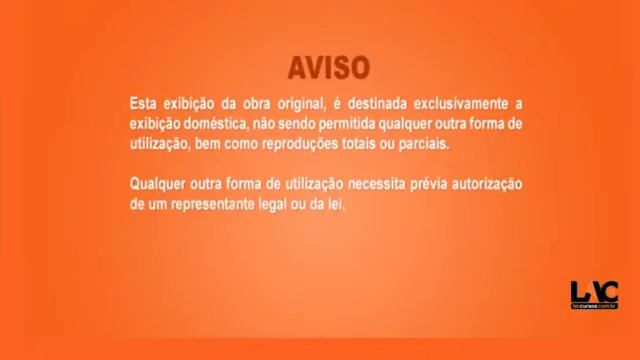 AVISO
Esta exibição da obra original, é destinada exclusivamente a
exibição doméstica, não sendo permitida qualquer outra forma de
utilização, bem como reproduções totais ou parciais.
Qualquer outra forma de utilização necessita prévia autorização
de um representante legal ou da lei.
LAC
laccursos.com.br